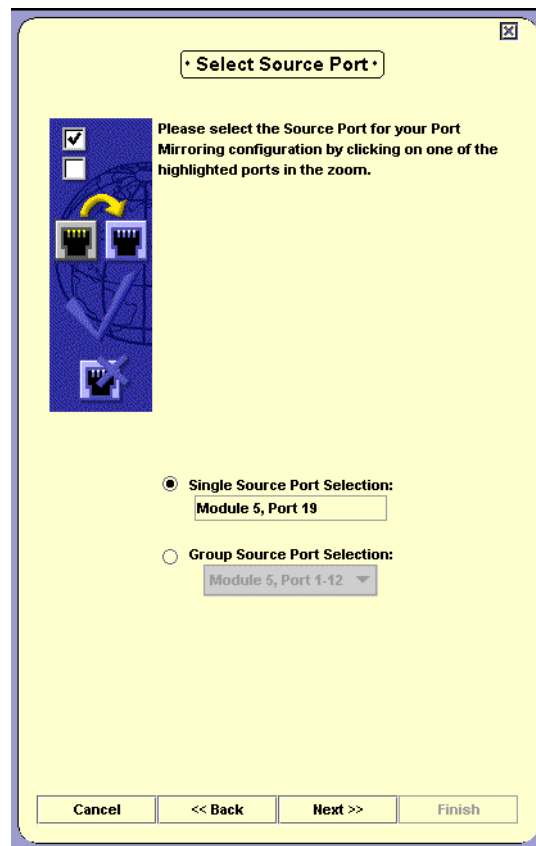 • Select Source Port •
Please select the Source Port for your Port
Mirroring configuration by clicking on one of the
highlighted ports in the zoom.
Single Source Port Selection:
Module 5, Port 19
Group Source Port Selection:
Module 5, Port 1-12
Cancel
<< Back
Next >>
Finish